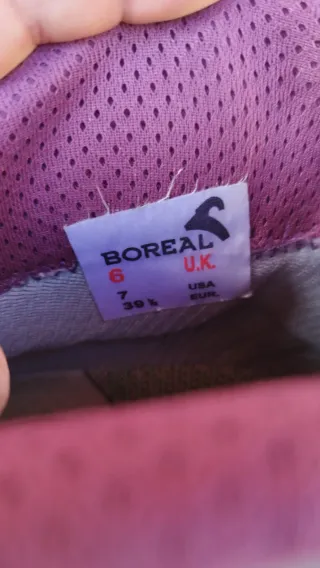 BOREAL
6 U.K.
7 USA
39 ½ EUR.